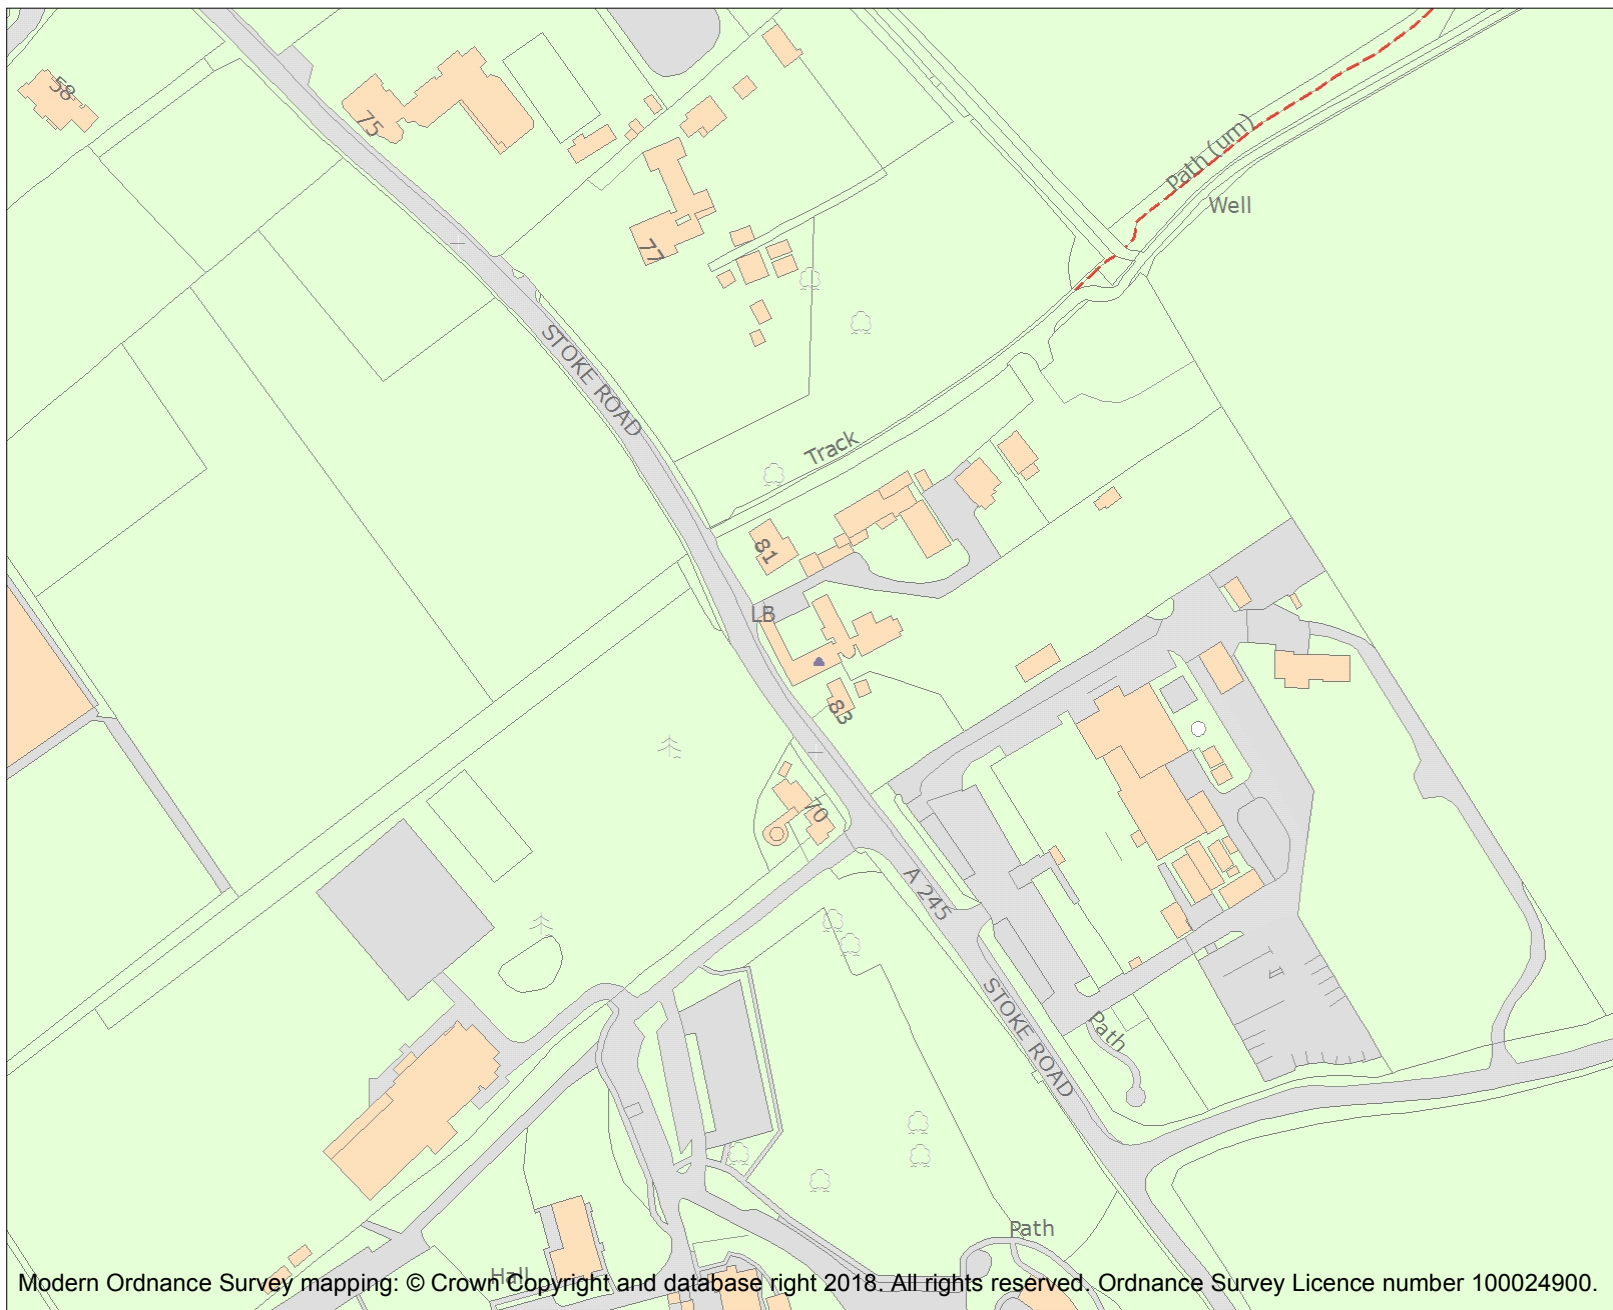 58
75
Path (um)
Well
77
STOKE ROAD
Track
81
LB
83
70
A 245
STOKE ROAD
Path
Path
Hall
Modern Ordnance Survey mapping: © Crown Copyright and database right 2018. All rights reserved. Ordnance Survey Licence number 100024900.